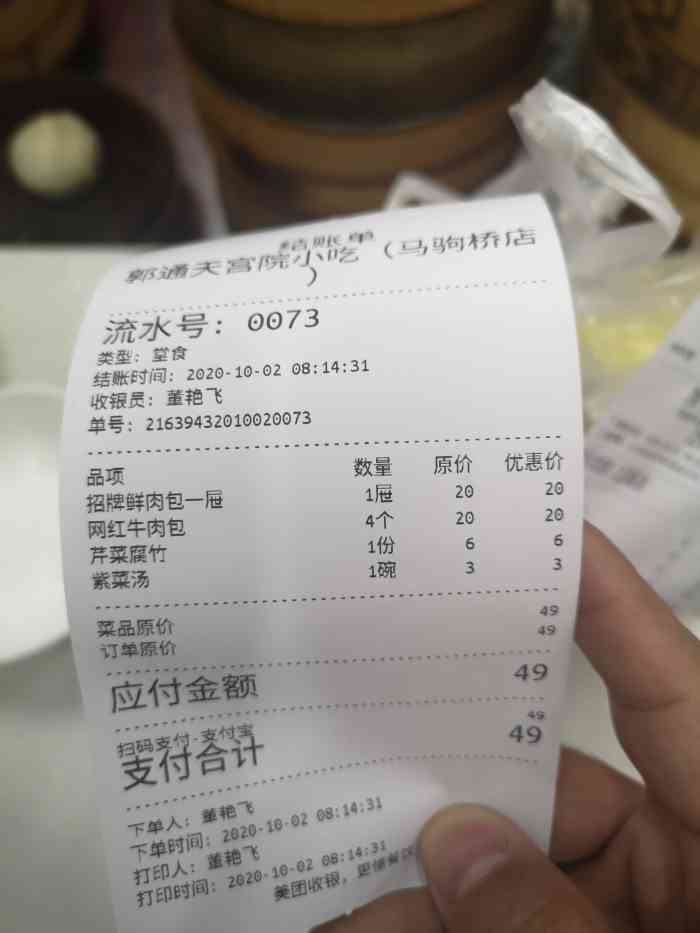 结账单
郭通天宫院小吃（马驹桥店
）
流水号: 0073
类型: 堂食
结账时间: 2020-10-02 08:14:31
收银员: 董艳飞
单号: 21639432010020073
品项 数量 原价 优惠价
招牌鲜肉包一屉 1屉 20 20
网红牛肉包 4个 20 20
芹菜腐竹 1份 6 6
紫菜汤 1碗 3 3
菜品原价 49
订单原价 49
应付金额 49
扫码支付-支付宝 49
支付合计 49
下单人: 董艳飞
下单时间: 2020-10-02 08:14:31
打印人: 董艳飞
打印时间: 2020-10-02 08:14:31
美团收银，更懂餐饮